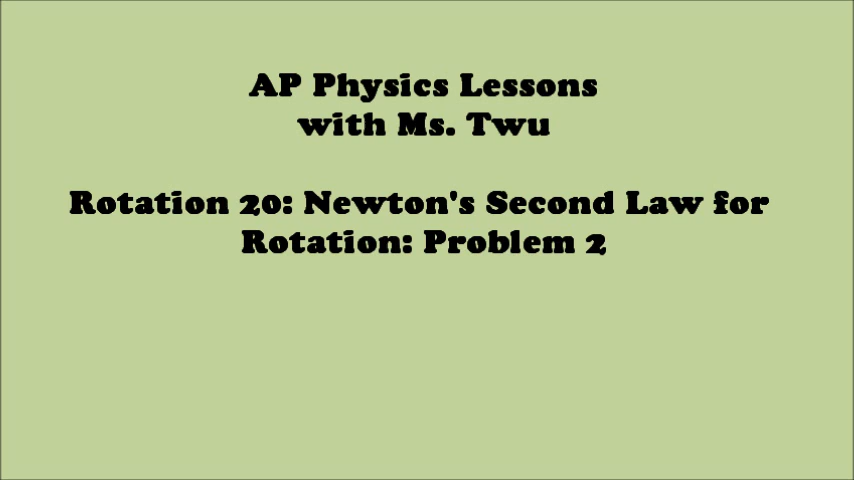 AP Physics Lessons
with Ms. Twu
Rotation 20: Newton's Second Law for
Rotation: Problem 2